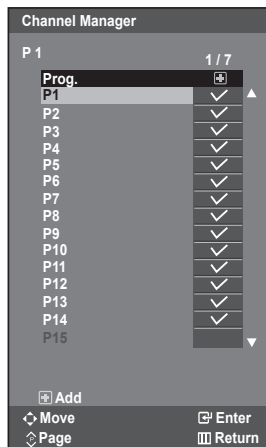 Channel Manager
P 1
1 / 7
Prog.
P1
P2
P3
P4
P5
P6
P7
P8
P9
P10
P11
P12
P13
P14
P15
Add
Move Enter
Page Return